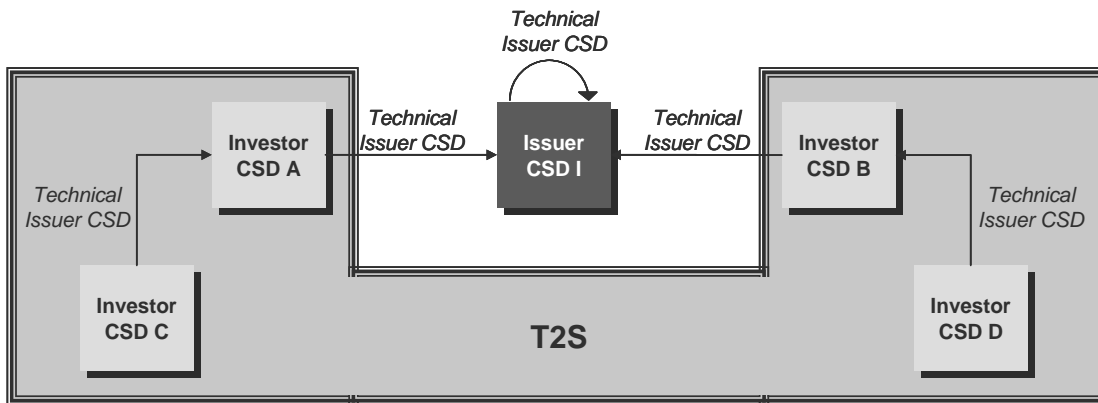 Technical
Issuer CSD
Investor
CSD A
Technical
Issuer CSD
Issuer
CSD I
Technical
Issuer CSD
Investor
CSD B
Technical
Issuer CSD
Technical
Issuer CSD
Investor
CSD C
T2S
Investor
CSD D